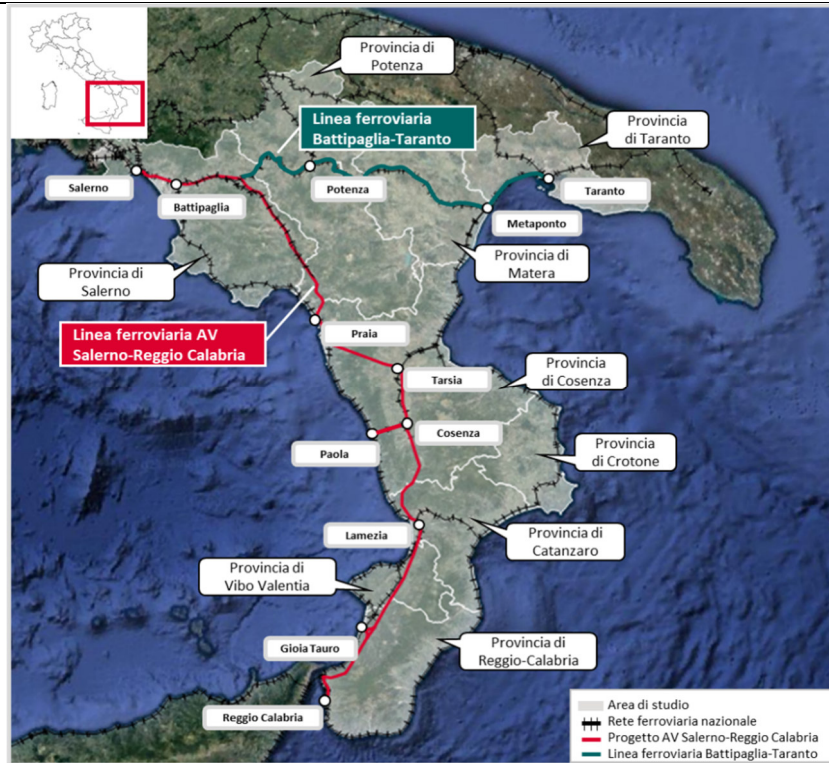 Provincia di
Potenza
Linea ferroviaria
Battipaglia-Taranto
Provincia
di Taranto
Salerno
Battipaglia
Potenza
Taranto
Metaponto
Provincia di
Salerno
Provincia di
Matera
Linea ferroviaria AV
Salerno-Reggio Calabria
Praia
Tarsia
Provincia
di Cosenza
Cosenza
Paola
Provincia
di Crotone
Lamezia
Provincia di
Catanzaro
Provincia di
Vibo Valentia
Gioia Tauro
Provincia di
Reggio-Calabria
Reggio Calabria
Area di studio
Rete ferroviaria nazionale
Progetto AV Salerno-Reggio Calabria
Linea ferroviaria Battipaglia-Taranto